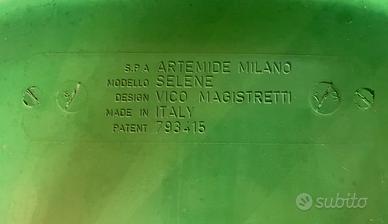 S.P.A ARTEMIDE MILANO
MODELLO SELENE
DESIGN VICO MAGISTRETTI
MADE IN ITALY
PATENT 793415
subito